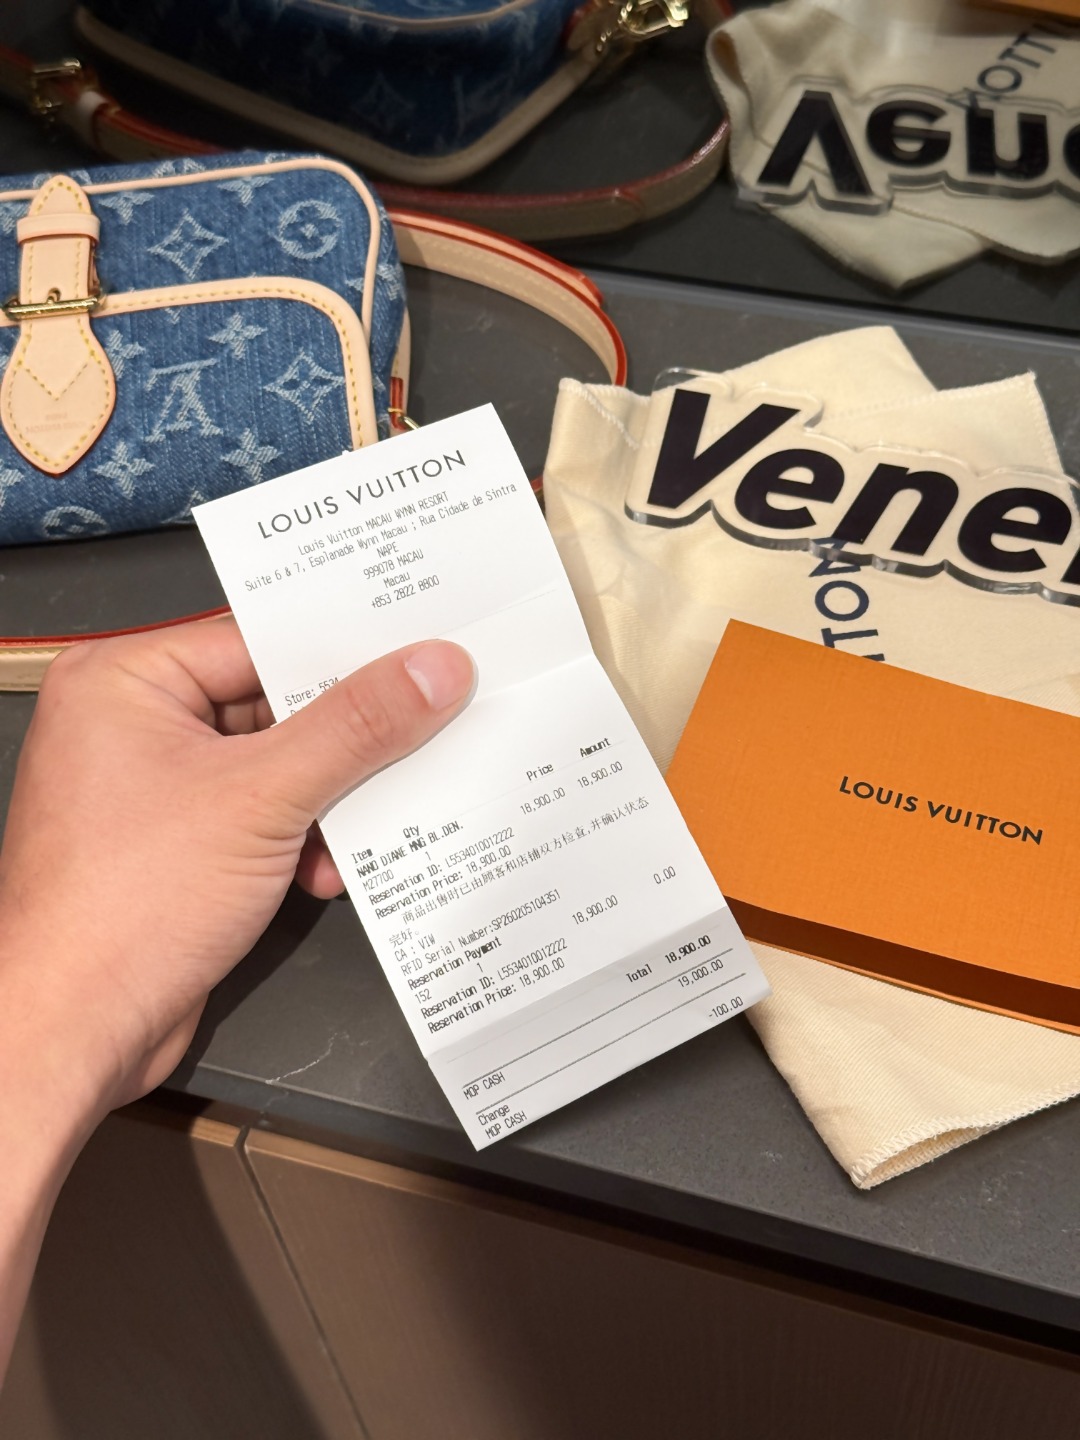 LOUIS VUITTON
Louis Vuitton MACAU WYNN RESORT
Suite 6 & 7, Esplanade Wynn Macau ; Rua Cidade de Sintra
NAPE
999078 MACAU
Macau
+853 2822 8800
Store: 5534
Item Qty Price Amount
NANO DIANE MNG BL.DEN.
M27700 1 18,900.00 18,900.00
Reservation ID: L5534010012222
Reservation Price: 18,900.00
商品出售时已由顾客和店铺双方检查,并确认状态
完好。
CA : VIW
RFID Serial Number:SP260205104351
Reservation Payment
152 1 18,900.00 0.00
Reservation ID: L5534010012222
Reservation Price: 18,900.00
Total 18,900.00
MOP CASH 19,000.00
Change
MOP CASH -100.00
Vene
LOUIS VUITTON